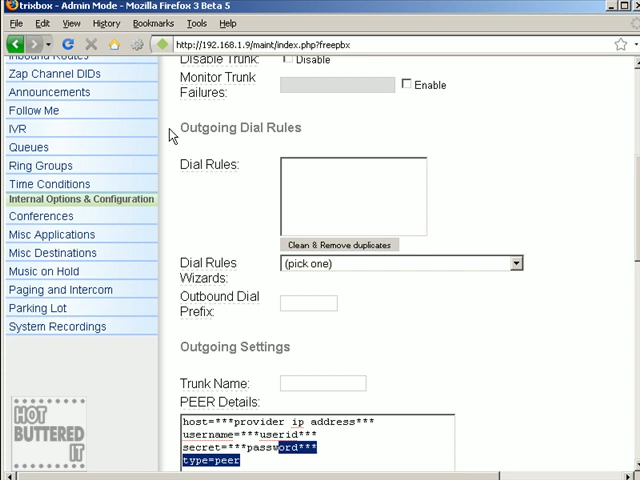 trixbox - Admin Mode - Mozilla Firefox 3 Beta 5
File Edit View History Bookmarks Tools Help
http://192.168.1.9/maint/index.php?freepbx
Inbound Routes
Zap Channel DIDs
Announcements
Follow Me
IVR
Queues
Ring Groups
Time Conditions
Internal Options & Configuration
Conferences
Misc Applications
Misc Destinations
Music on Hold
Paging and Intercom
Parking Lot
System Recordings
HOT
BUTTERED
IT
Disable Trunk:
Disable
Monitor Trunk
Failures:
Enable
Outgoing Dial Rules
Dial Rules:
Clean & Remove duplicates
Dial Rules
Wizards:
(pick one)
Outbound Dial
Prefix:
Outgoing Settings
Trunk Name:
PEER Details:
host=***provider ip address***
username=***userid***
secret=***password***
type=peer